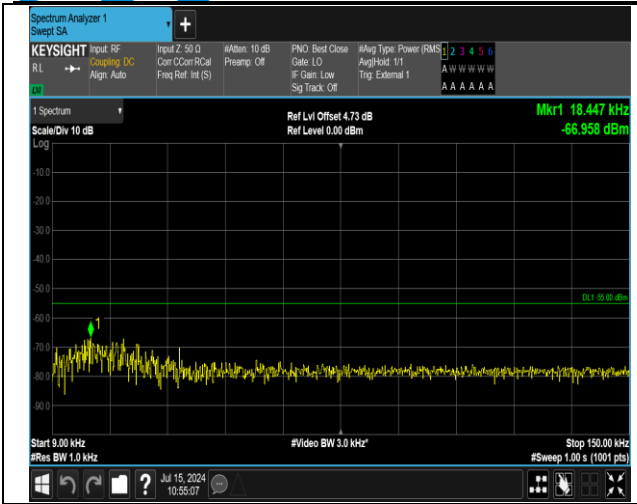 Spectrum Analyzer 1
Swept SA
+
KEYSIGHT
RL
Input: RF
Coupling: DC
Align: Auto
Input Z: 50 Ω
Corr CCorr RCal
Freq Ref: Int (S)
#Atten: 10 dB
Preamp: Off
PNO: Best Close
Gate: LO
IF Gain: Low
Sig Track: Off
#Avg Type: Power (RMS
Avg|Hold: 1/1
Trig: External 1
1 2 3 4 5 6
A W W W W W
A A A A A A
1 Spectrum
Scale/Div 10 dB
Log
Ref Lvl Offset 4.73 dB
Ref Level 0.00 dBm
Mkr1 18.447 kHz
-66.958 dBm
-10.0
-20.0
-30.0
-40.0
-50.0
DL1 -55.00 dBm
-60.0
1
-70.0
-80.0
-90.0
Start 9.00 kHz
#Video BW 3.0 kHz*
Stop 150.00 kHz
#Res BW 1.0 kHz
#Sweep 1.00 s (1001 pts)
?
Jul 15, 2024
10:55:07